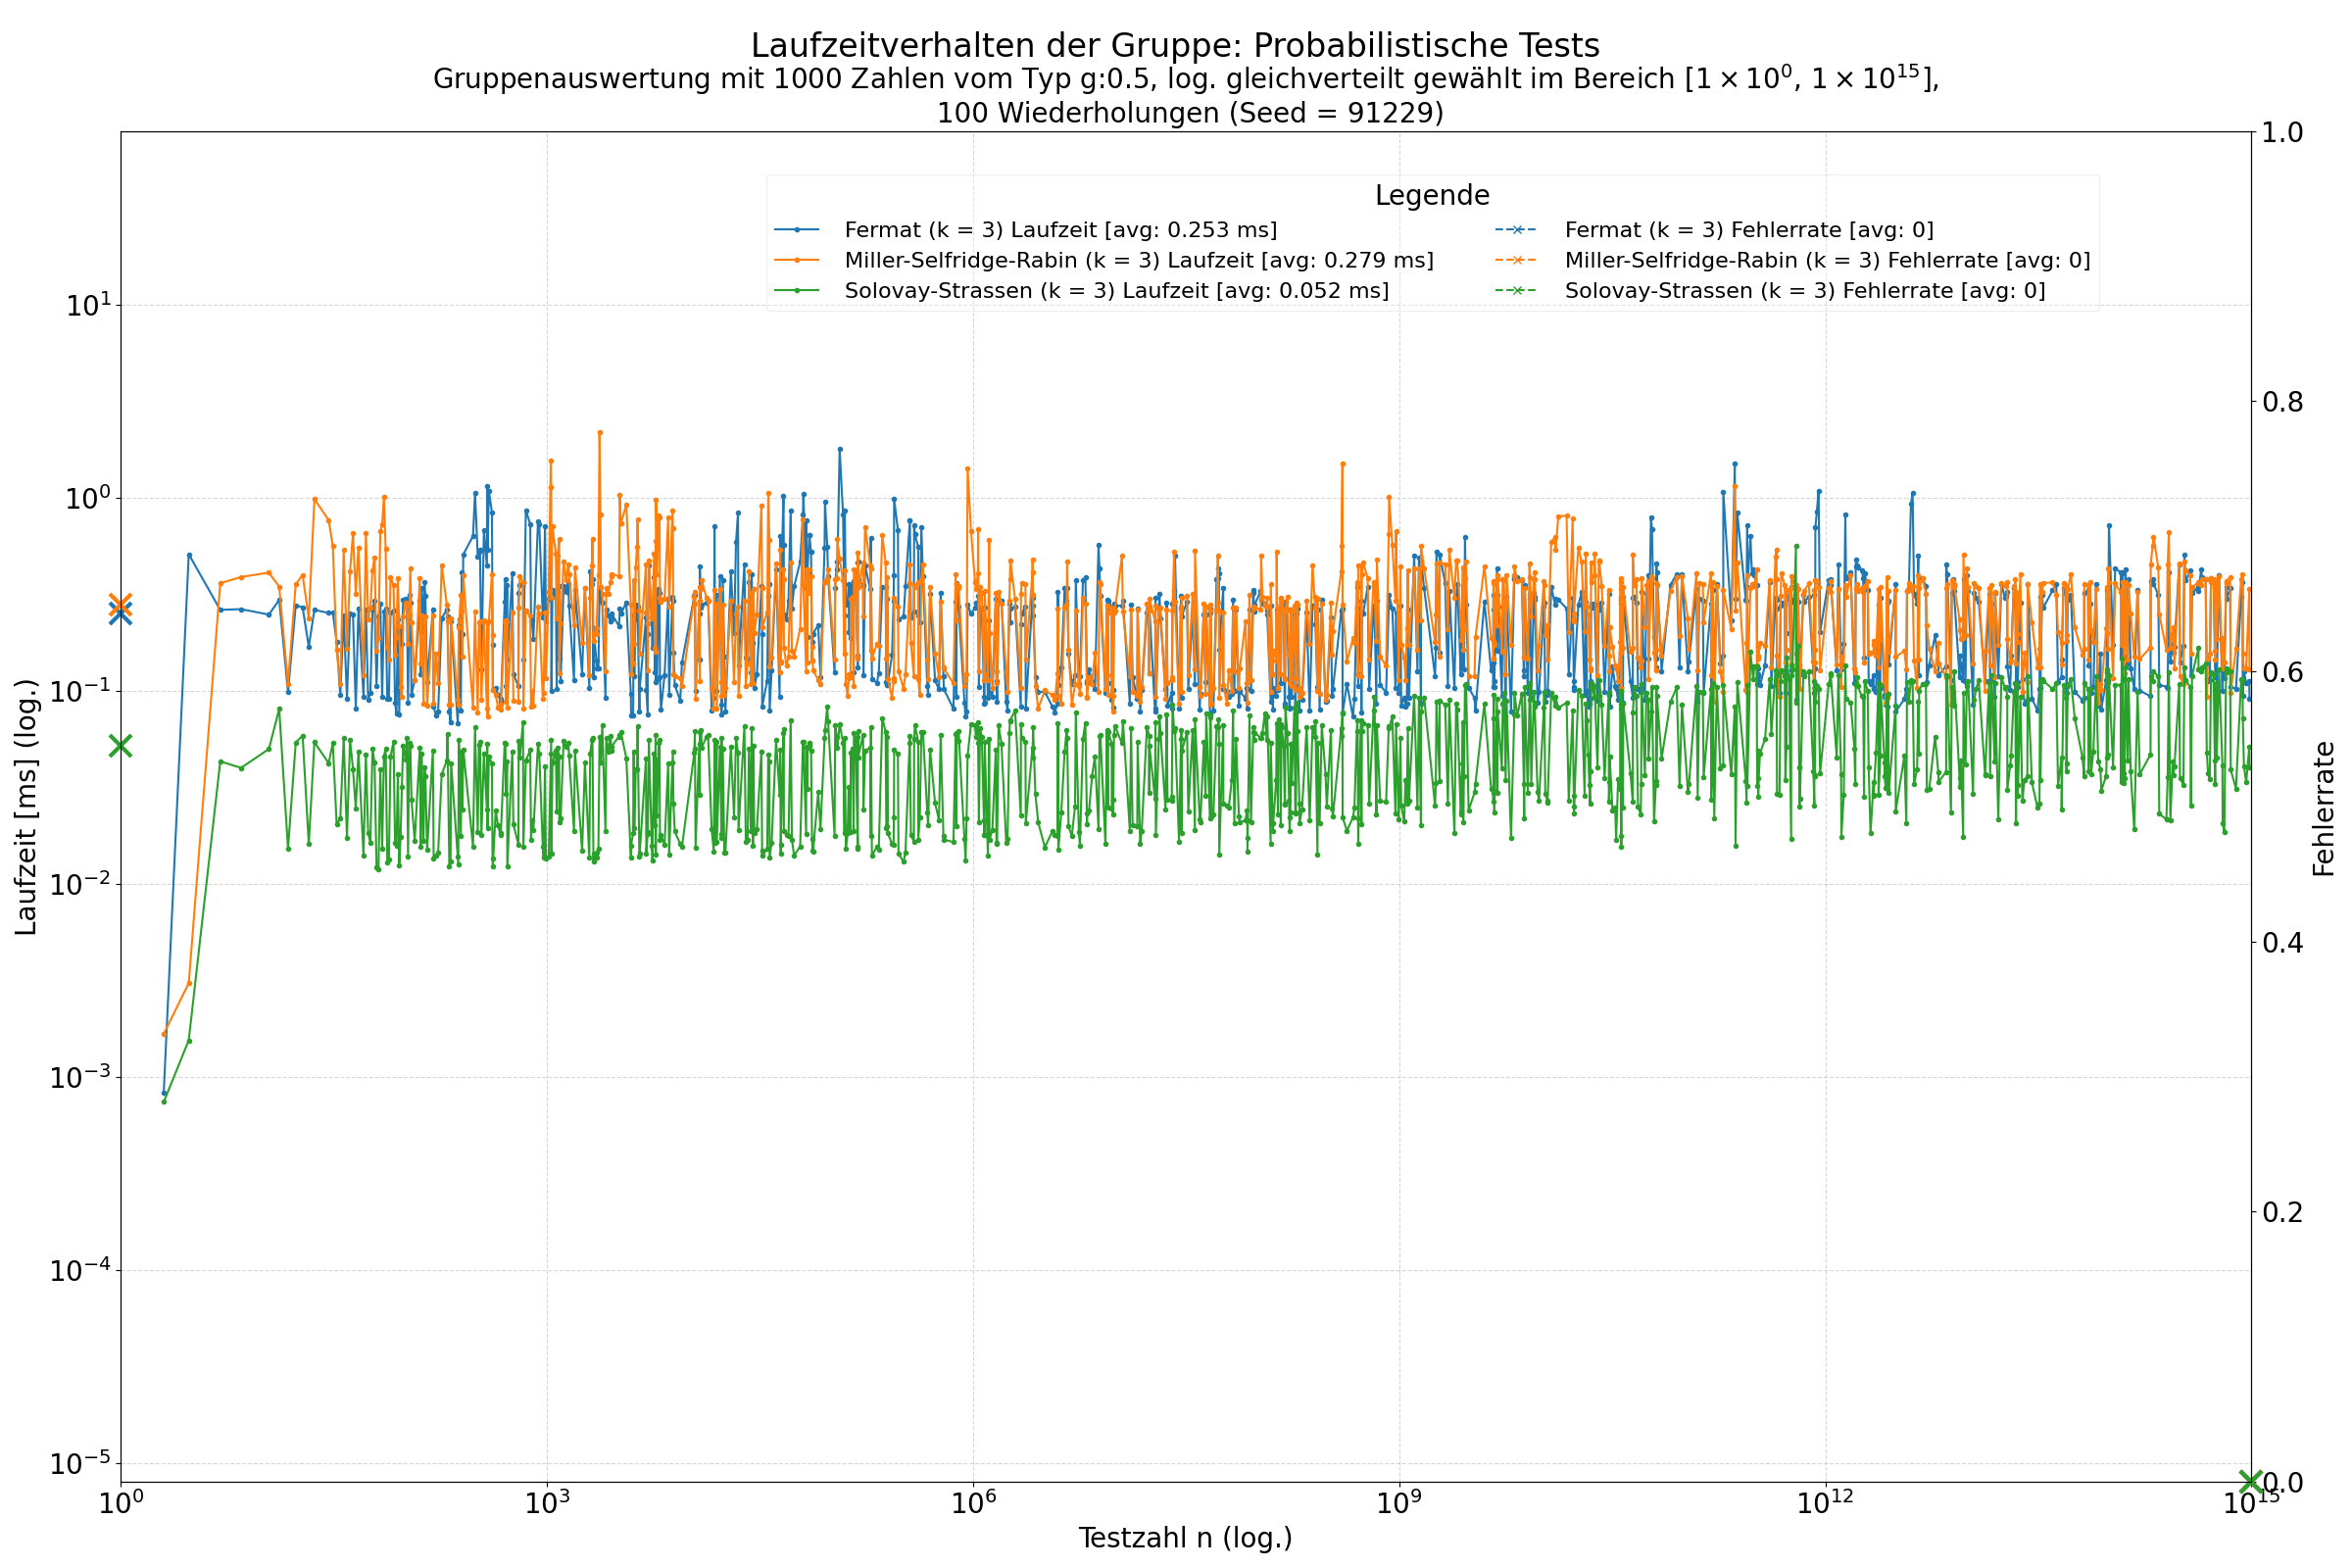 Laufzeitverhalten der Gruppe: Probabilistische Tests
Gruppenauswertung mit 1000 Zahlen vom Typ g:0.5, log. gleichverteilt gewählt im Bereich [1 × 10⁰, 1 × 10¹⁵],
100 Wiederholungen (Seed = 91229)
Legende
Fermat (k = 3) Laufzeit [avg: 0.253 ms]
Miller-Selfridge-Rabin (k = 3) Laufzeit [avg: 0.279 ms]
Solovay-Strassen (k = 3) Laufzeit [avg: 0.052 ms]
Fermat (k = 3) Fehlerrate [avg: 0]
Miller-Selfridge-Rabin (k = 3) Fehlerrate [avg: 0]
Solovay-Strassen (k = 3) Fehlerrate [avg: 0]
Laufzeit [ms] (log.)
10¹
10⁰
10⁻¹
10⁻²
10⁻³
10⁻⁴
10⁻⁵
1.0
0.8
0.6
0.4
0.2
0.0
Fehlerrate
10⁰
10³
10⁶
10⁹
10¹²
10¹⁵
Testzahl n (log.)